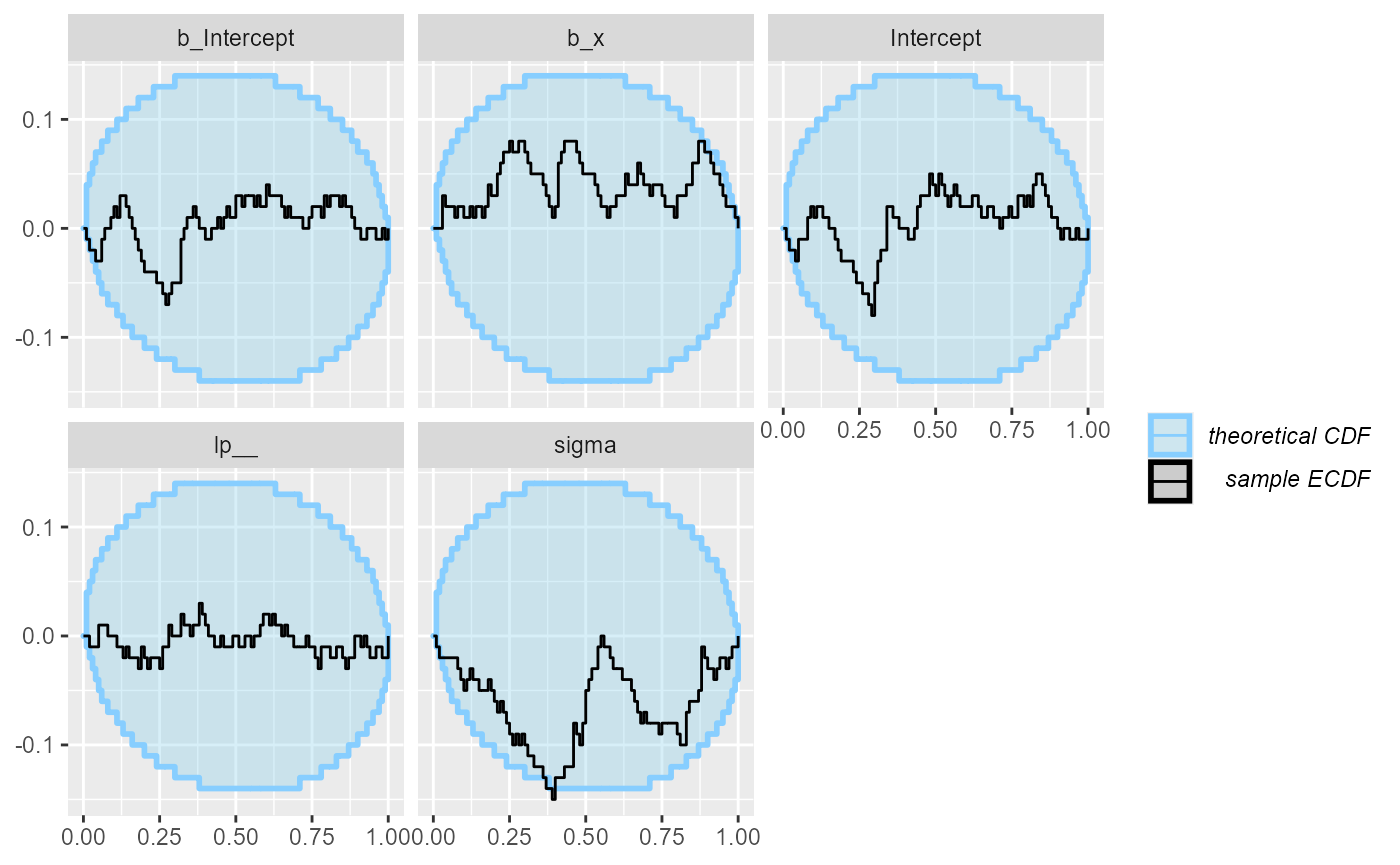 b_Intercept b_x Intercept
0.1
0.0
-0.1
0.00 0.25 0.50 0.75 1.00
lp__ sigma
0.1
0.0
-0.1
0.00 0.25 0.50 0.75 1.00 0.00 0.25 0.50 0.75 1.00
theoretical CDF
sample ECDF